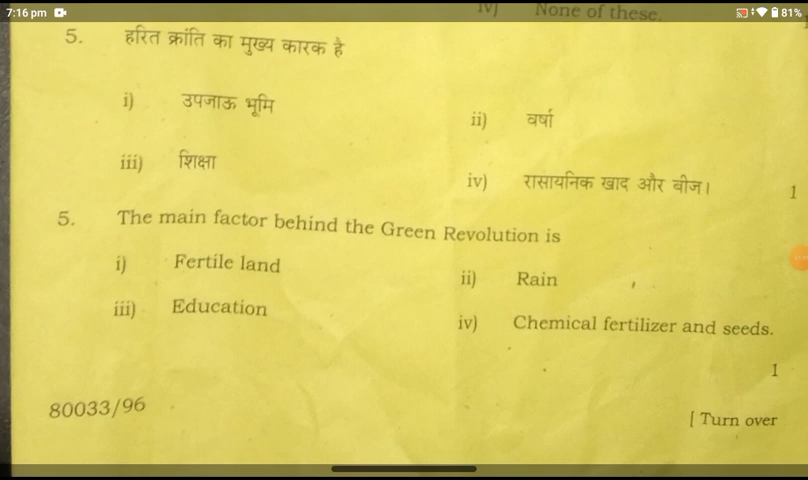 7:16 pm
81%
iv) None of these.
5. हरित क्रांति का मुख्य कारक है
i) उपजाऊ भूमि
ii) वर्षा
iii) शिक्षा
iv) रासायनिक खाद और बीज।
1
5. The main factor behind the Green Revolution is
i) Fertile land
ii) Rain
iii) Education
iv) Chemical fertilizer and seeds.
1
80033/96
[ Turn over